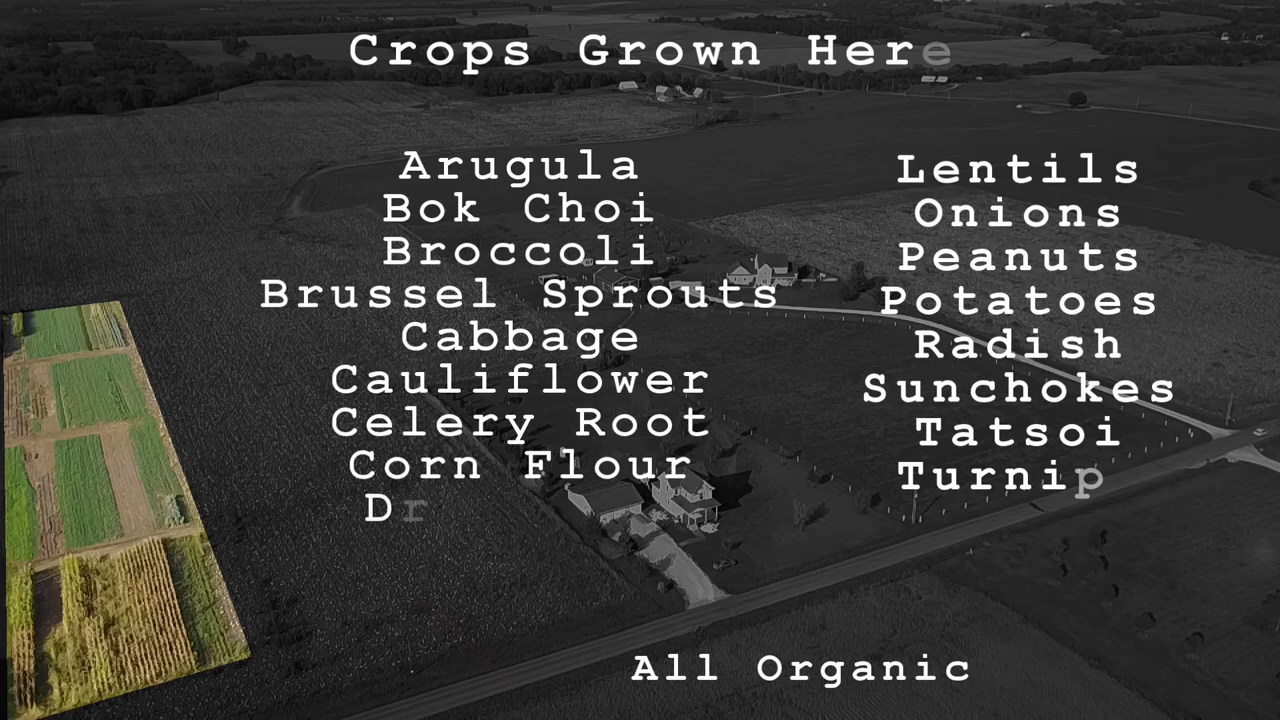 Crops Grown Here
Arugula
Bok Choi
Broccoli
Brussel Sprouts
Cabbage
Cauliflower
Celery Root
Corn Flour
Dr
Lentils
Onions
Peanuts
Potatoes
Radish
Sunchokes
Tatsoi
Turnip
All Organic